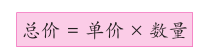 总价 = 单价 × 数量